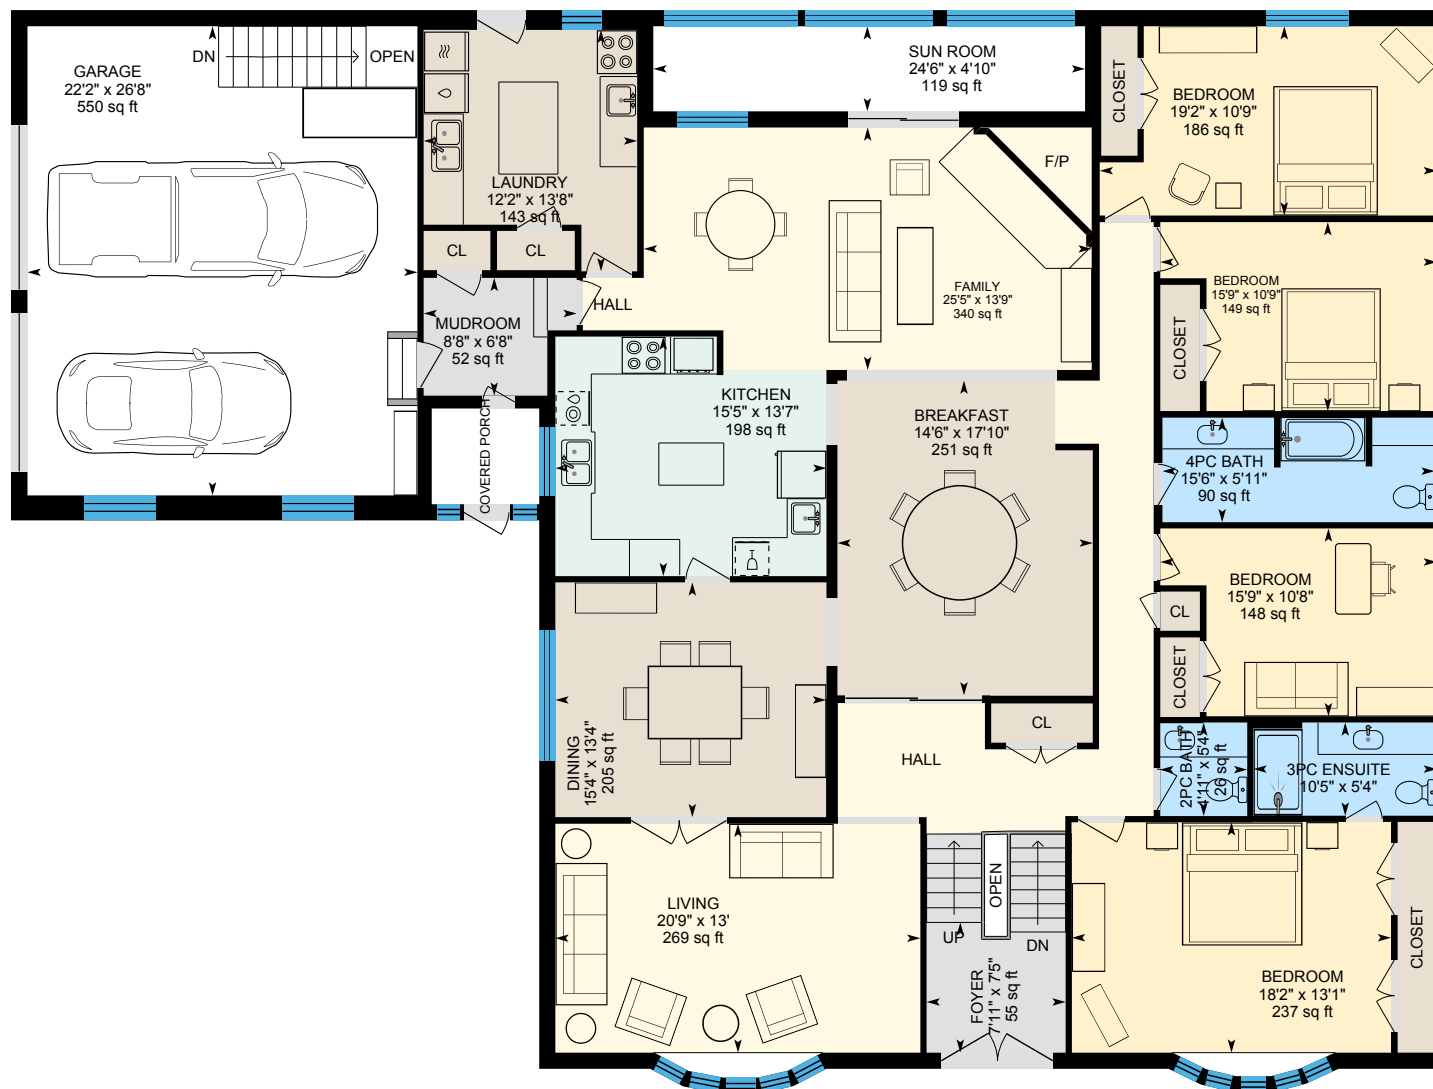 GARAGE
22'2" x 26'8"
550 sq ft
DN
OPEN
LAUNDRY
12'2" x 13'8"
143 sq ft
CL
CL
SUN ROOM
24'6" x 4'10"
119 sq ft
CLOSET
BEDROOM
19'2" x 10'9"
186 sq ft
F/P
MUDROOM
8'8" x 6'8"
52 sq ft
HALL
FAMILY
25'5" x 13'9"
340 sq ft
BEDROOM
15'9" x 10'9"
149 sq ft
CLOSET
COVERED PORCH
KITCHEN
15'5" x 13'7"
198 sq ft
BREAKFAST
14'6" x 17'10"
251 sq ft
4PC BATH
15'6" x 5'11"
90 sq ft
BEDROOM
15'9" x 10'8"
148 sq ft
CL
CLOSET
DINING
15'4" x 13'4"
205 sq ft
CL
HALL
2PC BATH
4'11" x 5'4"
26 sq ft
3PC ENSUITE
10'5" x 5'4"
LIVING
20'9" x 13'
269 sq ft
OPEN
UP
DN
FOYER
7'11" x 7'5"
55 sq ft
BEDROOM
18'2" x 13'1"
237 sq ft
CLOSET